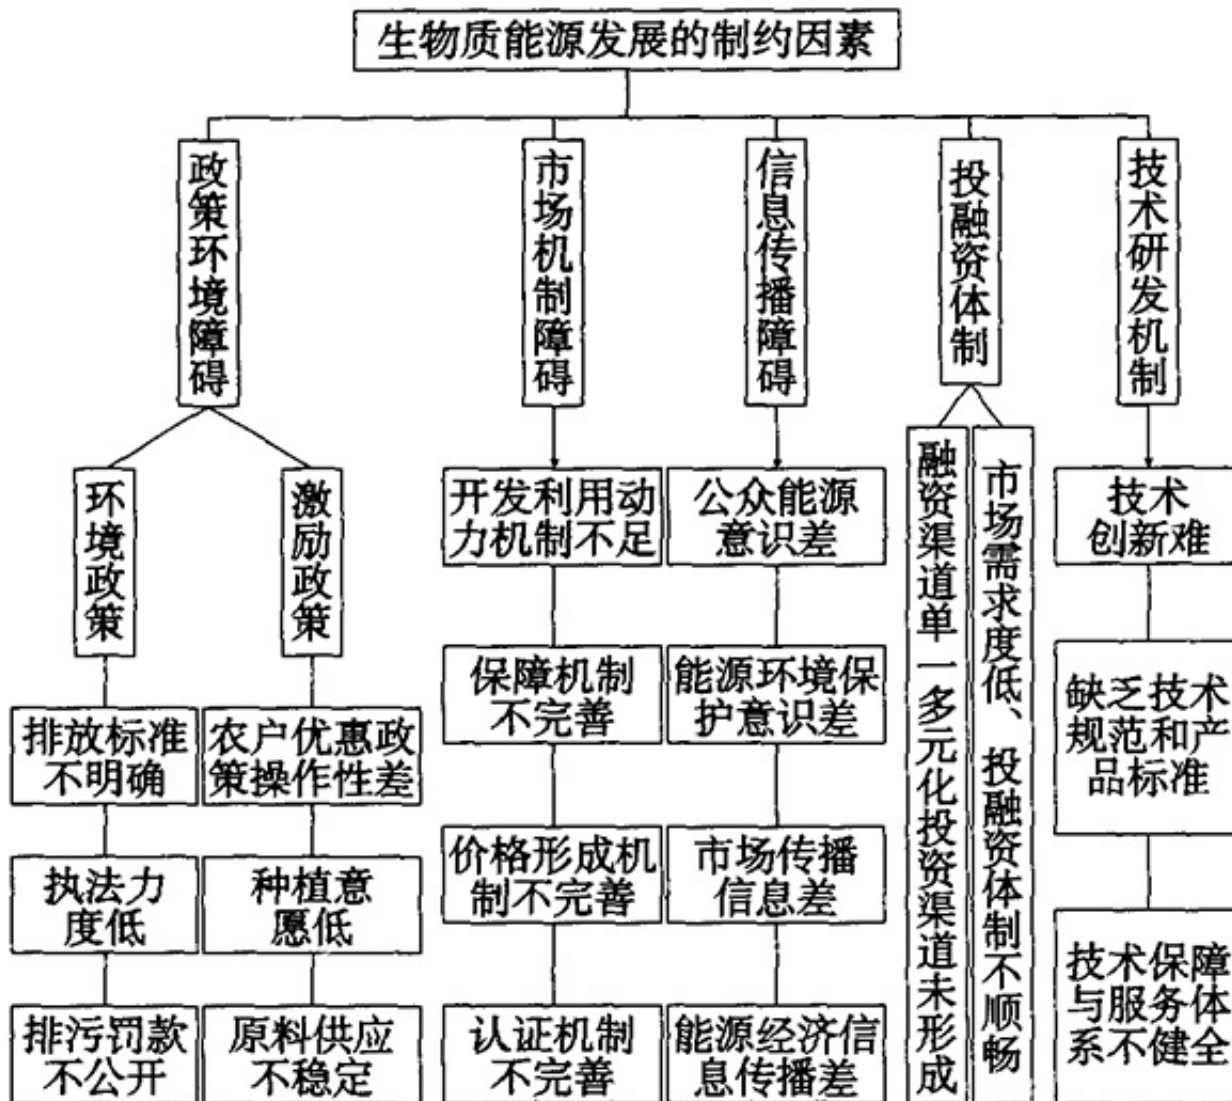 生物质能源发展的制约因素
政策环境障碍
市场机制障碍
信息传播障碍
投融资体制
技术研发机制
环境政策
激励政策
开发利用动
力机制不足
公众能源
意识差
融资渠道单一多元化投资渠道未形成
市场需求度低、投融资体制不顺畅
技术
创新难
保障机制
不完善
能源环境保
护意识差
缺乏技术
规范和产
品标准
排放标准
不明确
农户优惠政
策操作性差
价格形成机
制不完善
市场传播
信息差
执法力
度低
种植意
愿低
技术保障
与服务体
系不健全
排污罚款
不公开
原料供应
不稳定
认证机制
不完善
能源经济信
息传播差